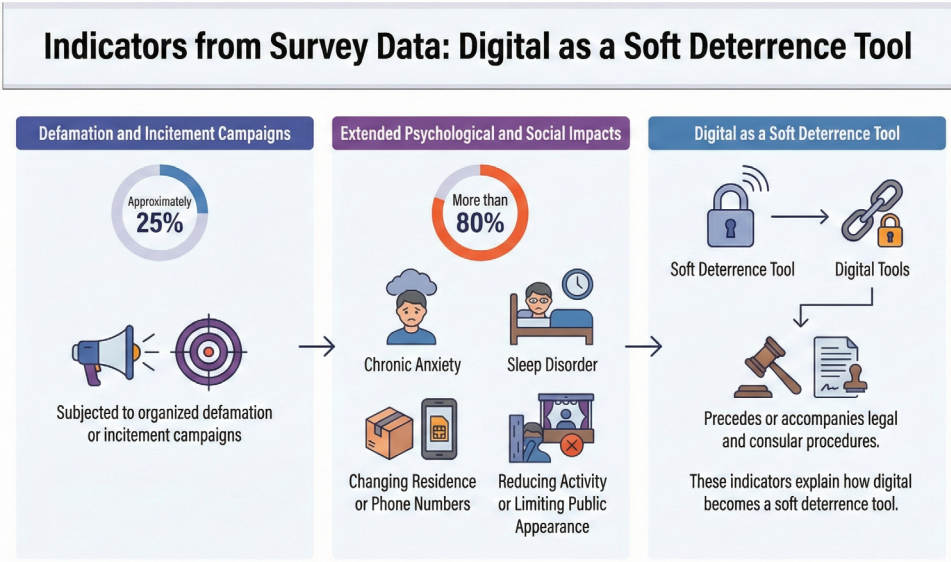 Indicators from Survey Data: Digital as a Soft Deterrence Tool
Defamation and Incitement Campaigns
Approximately
25%
Subjected to organized defamation
or incitement campaigns
Extended Psychological and Social Impacts
More than
80%
Chronic Anxiety
Sleep Disorder
Changing Residence
or Phone Numbers
Reducing Activity
or Limiting Public
Appearance
Digital as a Soft Deterrence Tool
Soft Deterrence Tool
Digital Tools
Precedes or accompanies legal
and consular procedures.
These indicators explain how digital
becomes a soft deterrence tool.